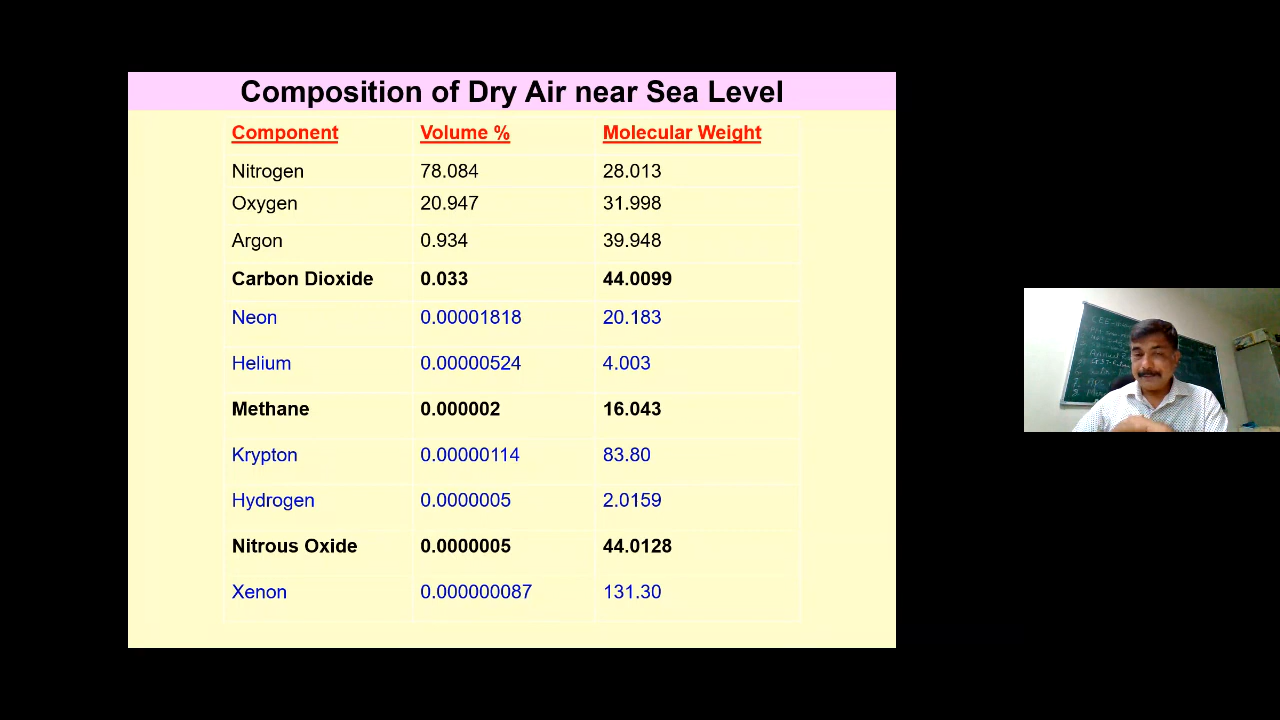 Composition of Dry Air near Sea Level
Component Volume % Molecular Weight
Nitrogen 78.084 28.013
Oxygen 20.947 31.998
Argon 0.934 39.948
Carbon Dioxide 0.033 44.0099
Neon 0.00001818 20.183
Helium 0.00000524 4.003
Methane 0.000002 16.043
Krypton 0.00000114 83.80
Hydrogen 0.0000005 2.0159
Nitrous Oxide 0.0000005 44.0128
Xenon 0.000000087 131.30